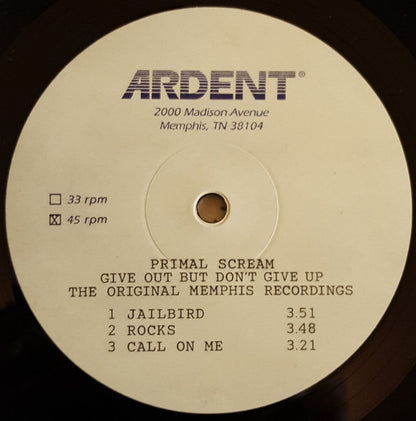 ARDENT®
2000 Madison Avenue
Memphis, TN 38104
33 rpm
45 rpm
PRIMAL SCREAM
GIVE OUT BUT DON'T GIVE UP
THE ORIGINAL MEMPHIS RECORDINGS
1 JAILBIRD 3.51
2 ROCKS 3.48
3 CALL ON ME 3.21